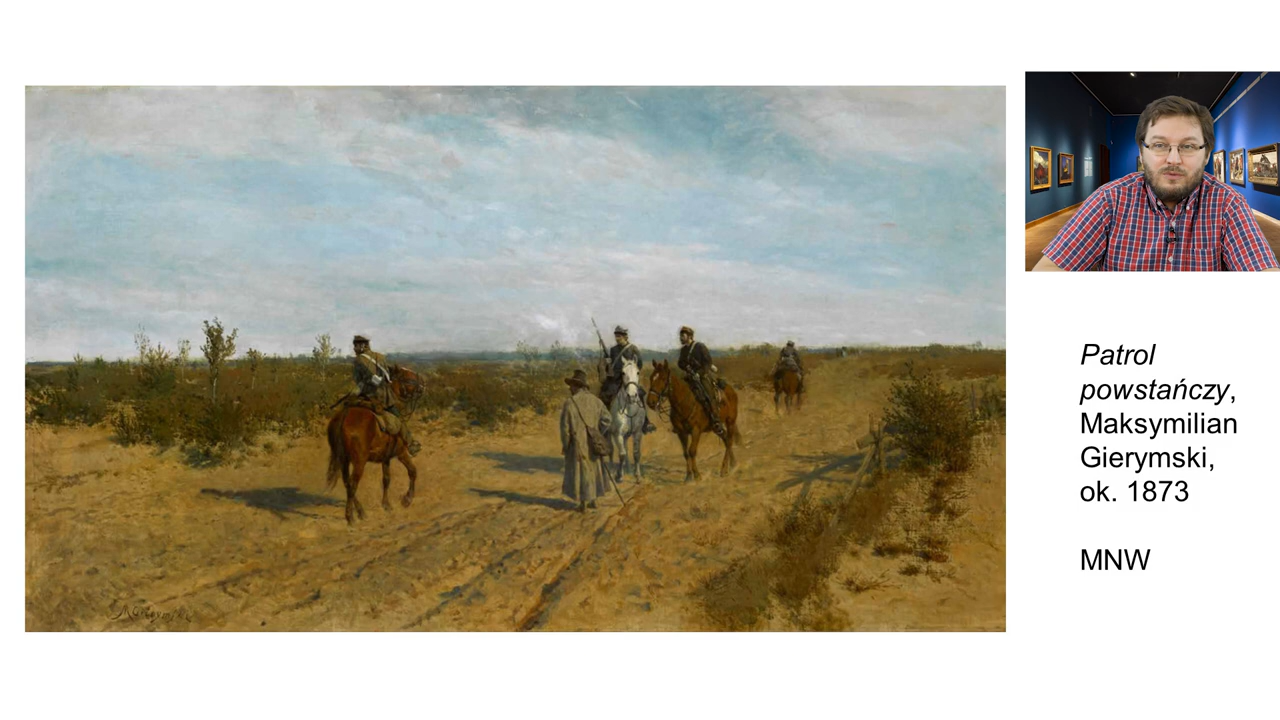 Patrol
powstańczy,
Maksymilian
Gierymski,
ok. 1873
MNW